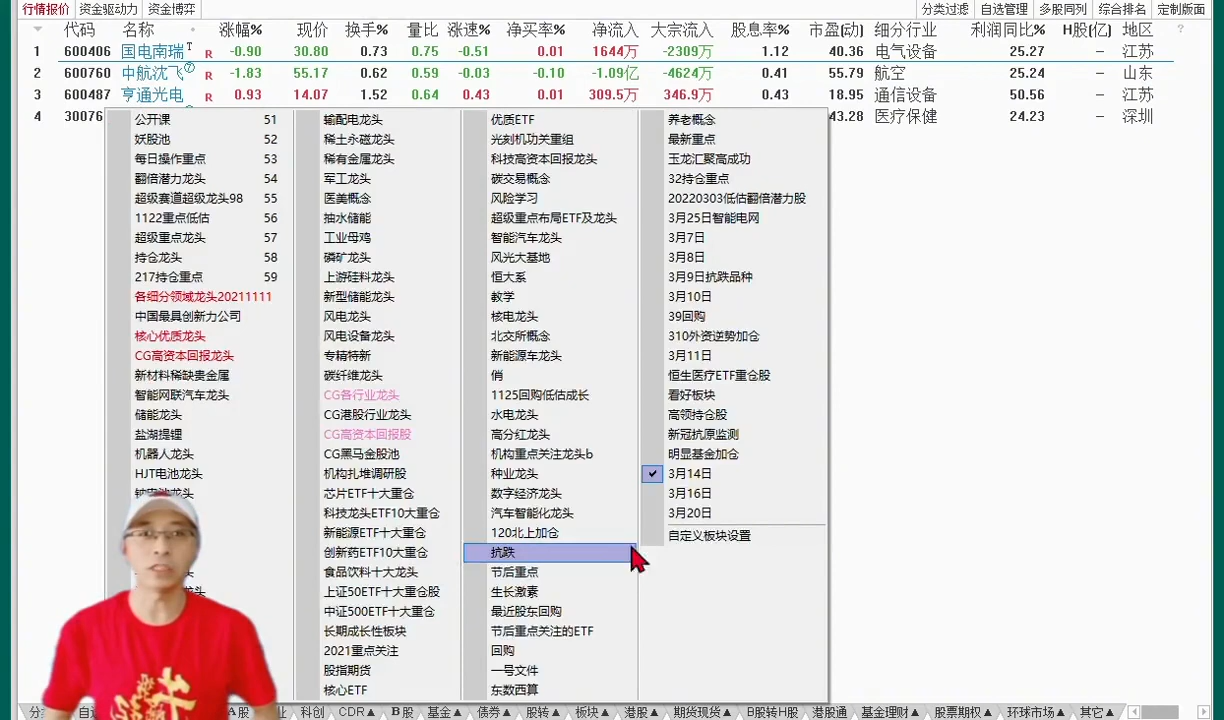 行情报价 资金驱动力 资金博弈 分类过滤 自选管理 多股同列 综合排名 定制版面
代码 名称 涨幅% 现价 换手% 量比 涨速% 净买率% 净流入 大宗流入 股息率% 市盈(动) 细分行业 利润同比% H股(亿) 地区 ?
1 600406 国电南瑞 R -0.90 30.80 0.73 0.75 -0.51 0.01 1644万 -2309万 1.12 40.36 电气设备 25.27 – 江苏
2 600760 中航沈飞 R -1.83 55.17 0.62 0.59 -0.03 -0.10 -1.09亿 -4624万 0.41 55.79 航空 25.24 – 山东
3 600487 亨通光电 R 0.93 14.07 1.52 0.64 0.43 0.01 309.5万 346.9万 0.43 18.95 通信设备 50.56 – 江苏
4 30076 43.28 医疗保健 24.23 – 深圳
公开课 51
妖股池 52
每日操作重点 53
翻倍潜力龙头 54
超级赛道超级龙头98 55
1122重点低估 56
超级重点龙头 57
持仓龙头 58
217持仓重点 59
各细分领域龙头20211111
中国最具创新力公司
核心优质龙头
CG高资本回报龙头
新材料稀缺贵金属
智能网联汽车龙头
储能龙头
盐湖提锂
机器人龙头
HJT电池龙头
钠电池龙头
输配电龙头
稀土永磁龙头
稀有金属龙头
军工龙头
医美概念
抽水储能
工业母鸡
磷矿龙头
上游硅料龙头
新型储能龙头
风电龙头
风电设备龙头
专精特新
碳纤维龙头
CG各行业龙头
CG港股行业龙头
CG高资本回报股
CG黑马金股池
机构扎堆调研股
芯片ETF十大重仓
科技龙头ETF10大重仓
新能源ETF十大重仓
创新药ETF10大重仓
食品饮料十大龙头
上证50ETF十大重仓股
中证500ETF十大重仓
长期成长性板块
2021重点关注
股指期货
核心ETF
优质ETF
光刻机功关重组
科技高资本回报龙头
碳交易概念
风险学习
超级重点布局ETF及龙头
智能汽车龙头
风光大基地
恒大系
教学
核电龙头
北交所概念
新能源车龙头
俏
1125回购低估成长
水电龙头
高分红龙头
机构重点关注龙头b
种业龙头
数字经济龙头
汽车智能化龙头
120北上加仓
抗跌
节后重点
生长激素
最近股东回购
节后重点关注的ETF
回购
一号文件
东数西算
养老概念
最新重点
玉龙汇聚高成功
32持仓重点
20220303低估翻倍潜力股
3月25日智能电网
3月7日
3月8日
3月9日抗跌品种
3月10日
39回购
310外资逆势加仓
3月11日
恒生医疗ETF重仓股
看好板块
高领持仓股
新冠抗原监测
明显基金加仓
3月14日
3月16日
3月20日
自定义板块设置
A股 科创 CDR▲ B股 基金▲ 债券▲ 股转▲ 板块▲ 港股▲ 期货现货▲ B股转H股 港股通 基金理财▲ 股票期权▲ 环球市场▲ 其它▲